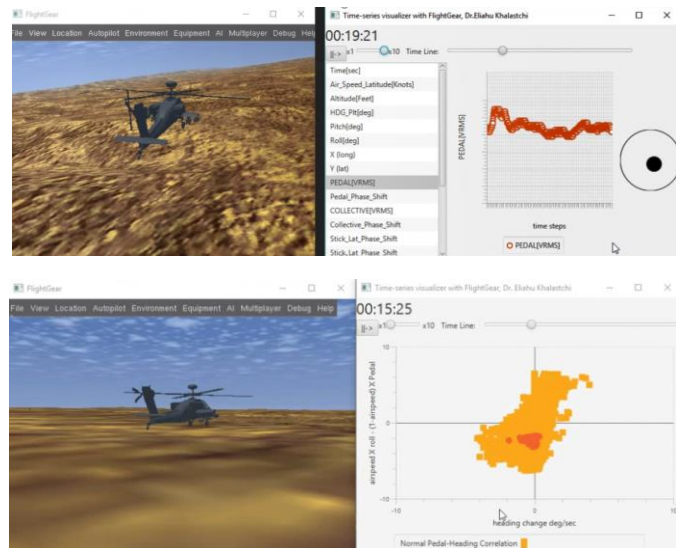 FlightGear
File View Location Autopilot Environment Equipment AI Multiplayer Debug Help
Time-series visualizer with FlightGear, Dr.Eliahu Khalastchi
00:19:21
||-> x1 x10 Time Line:
Time[sec]
Air_Speed_Latitude[Knots]
Altitude[Feet]
HDG_Plt[deg]
Pitch[deg]
Roll[deg]
X (long)
Y (lat)
PEDAL[VRMS]
Pedal_Phase_Shift
COLLECTIVE[VRMS]
Collective_Phase_Shift
Stick_Lat_Phase_Shift
Stick_Lat_Phase_Shift
PEDAL[VRMS]
time steps
PEDAL[VRMS]
FlightGear
File View Location Autopilot Environment Equipment AI Multiplayer Debug Help
Time-series visualizer with FlightGear, Dr. Eliahu Khalastchi
00:15:25
||-> x1 x10 Time Line:
airspeed X roll - (1-airspeed) X Pedal
10
0
-10
-10
0
10
heading change deg/sec
Normal Pedal-Heading Correlation